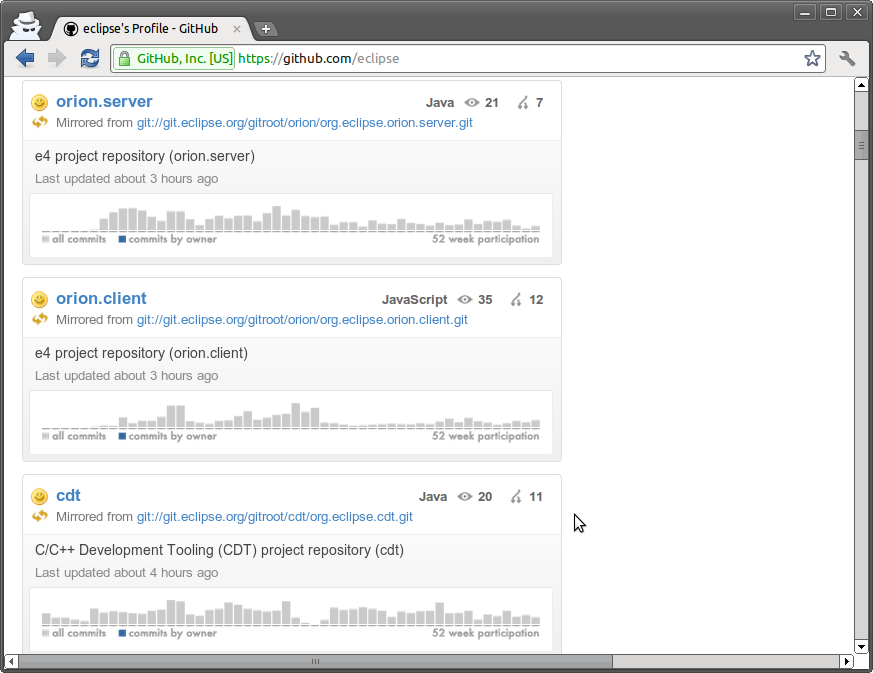 eclipse's Profile - GitHub
GitHub, Inc. [US] https://github.com/eclipse
orion.server Java 21 7
Mirrored from git://git.eclipse.org/gitroot/orion/org.eclipse.orion.server.git
e4 project repository (orion.server)
Last updated about 3 hours ago
all commits commits by owner 52 week participation
orion.client JavaScript 35 12
Mirrored from git://git.eclipse.org/gitroot/orion/org.eclipse.orion.client.git
e4 project repository (orion.client)
Last updated about 3 hours ago
all commits commits by owner 52 week participation
cdt Java 20 11
Mirrored from git://git.eclipse.org/gitroot/cdt/org.eclipse.cdt.git
C/C++ Development Tooling (CDT) project repository (cdt)
Last updated about 4 hours ago
all commits commits by owner 52 week participation